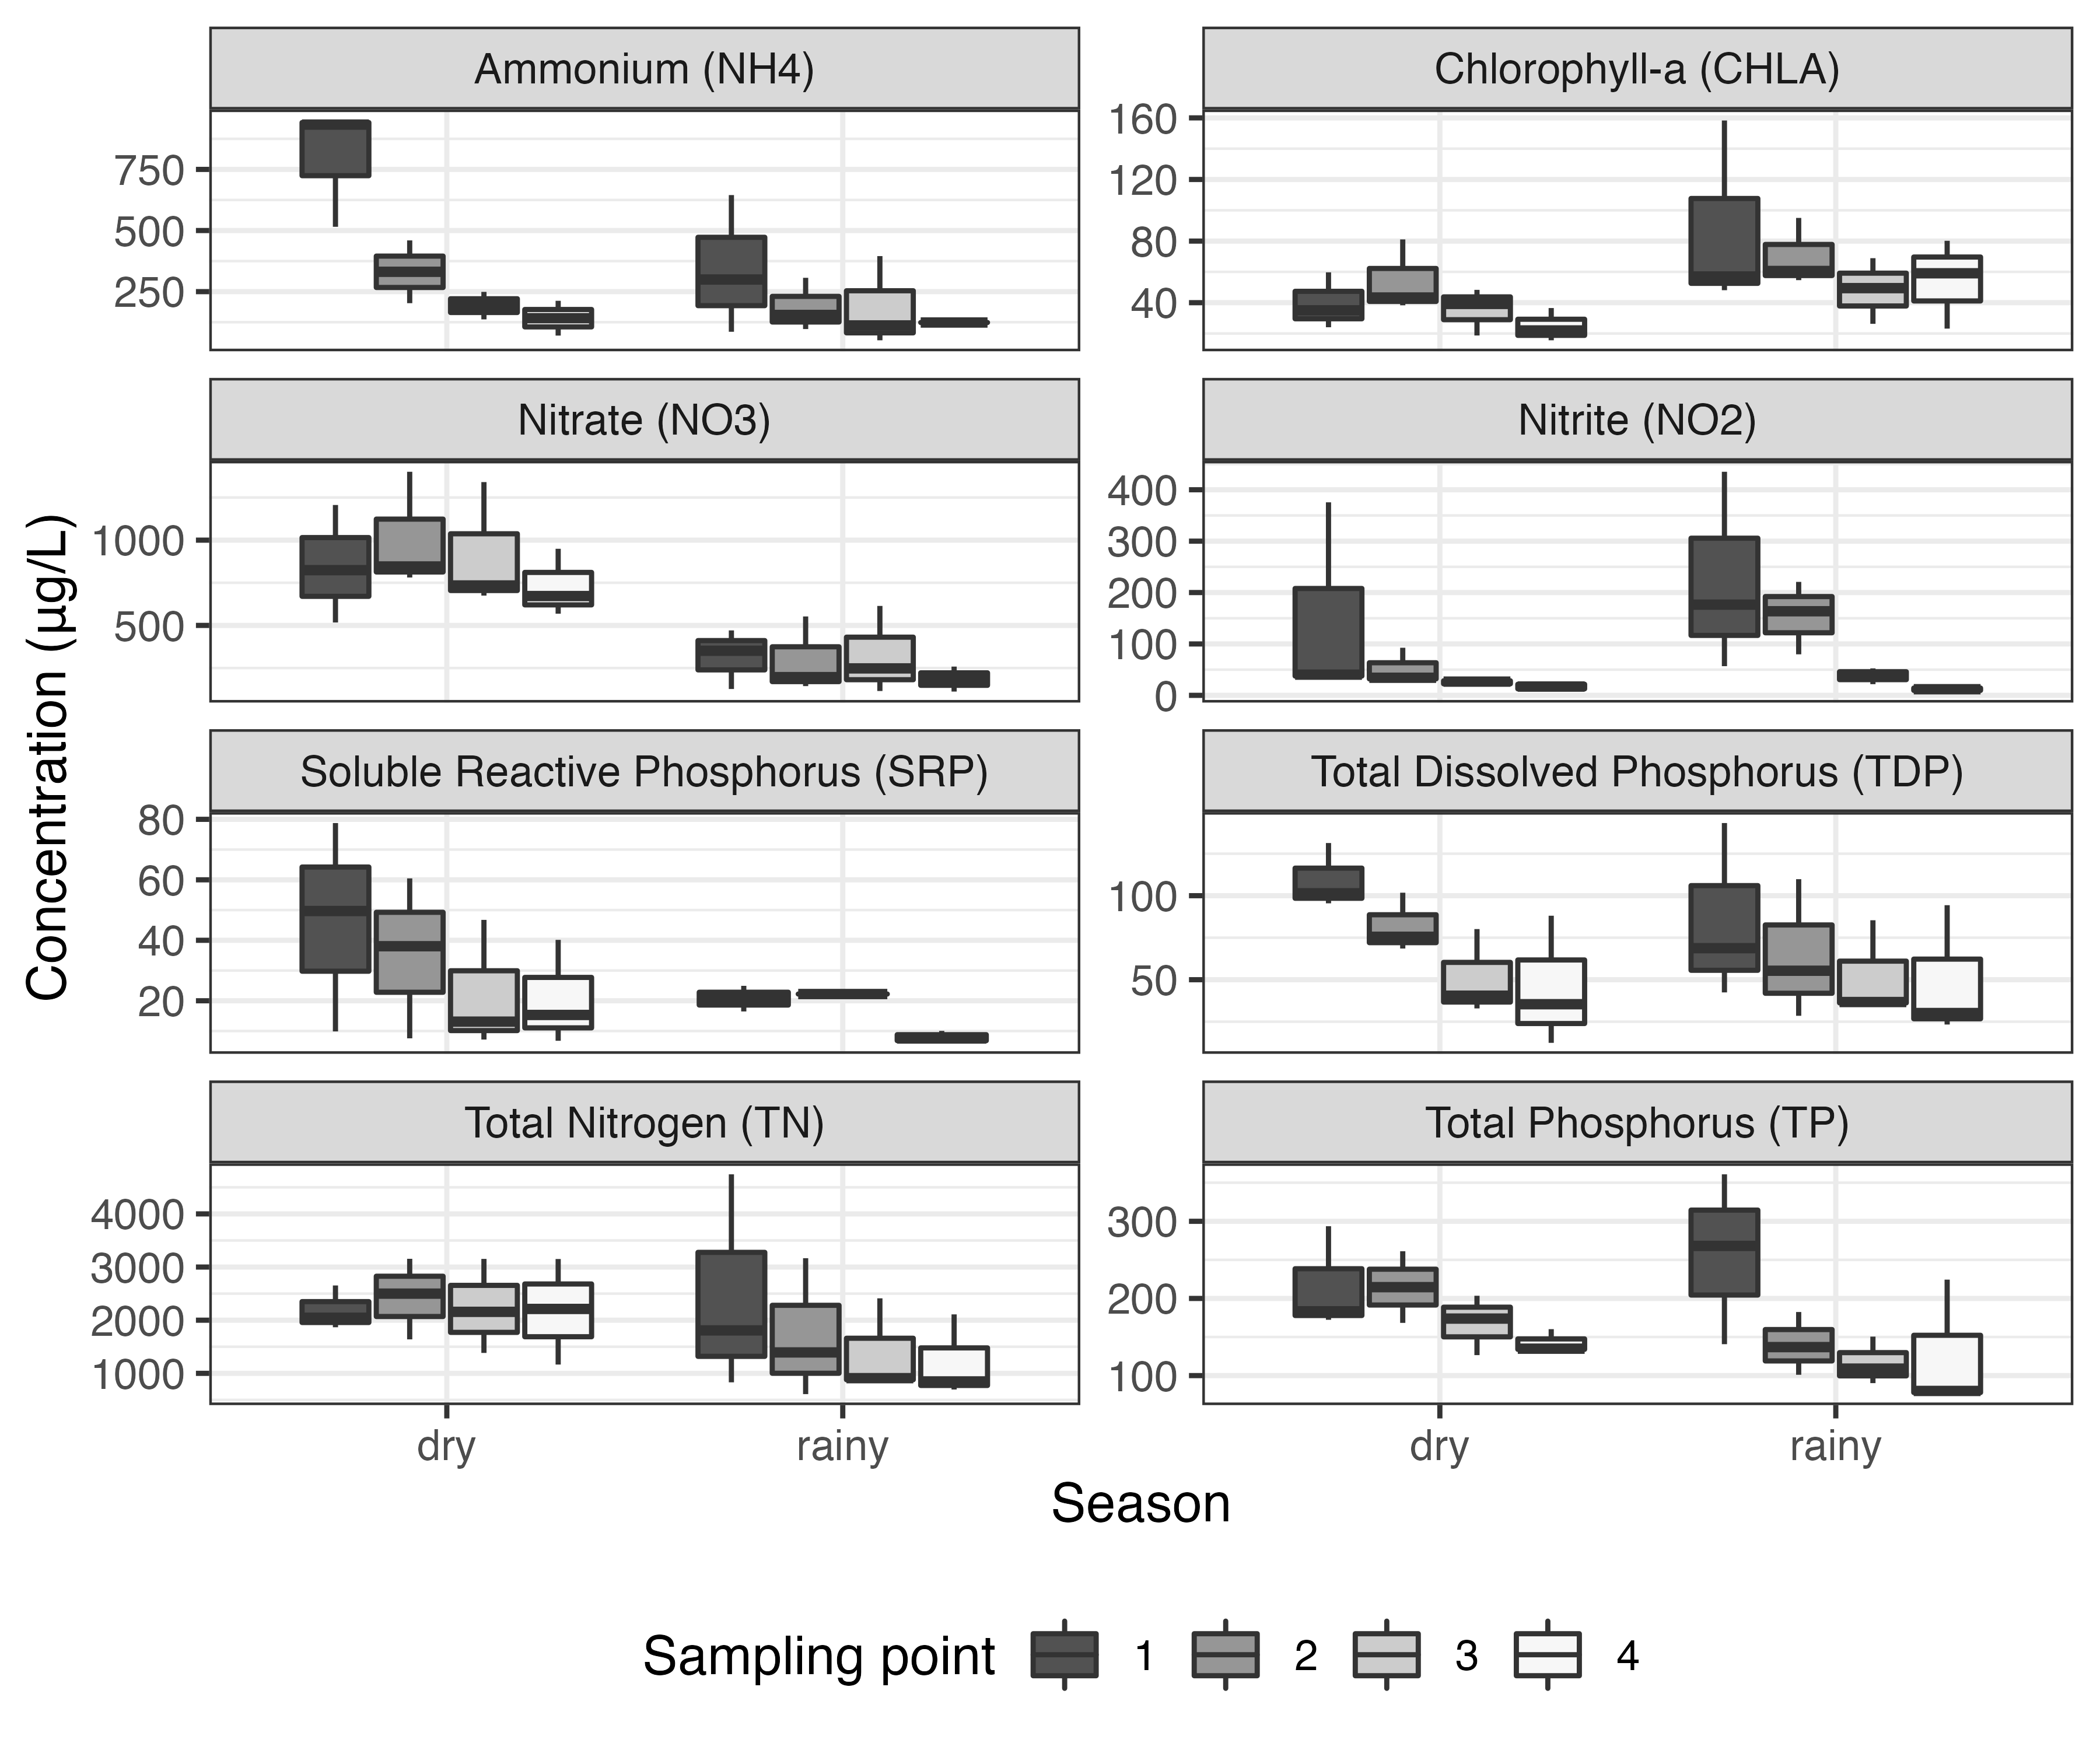 Ammonium (NH4)
Chlorophyll-a (CHLA)
750
500
250
160
120
80
40
Nitrate (NO3)
Nitrite (NO2)
1000
500
400
300
200
100
0
Soluble Reactive Phosphorus (SRP)
Total Dissolved Phosphorus (TDP)
80
60
40
20
100
50
Total Nitrogen (TN)
Total Phosphorus (TP)
4000
3000
2000
1000
300
200
100
dry
rainy
dry
rainy
Concentration (µg/L)
Season
Sampling point 1 2 3 4